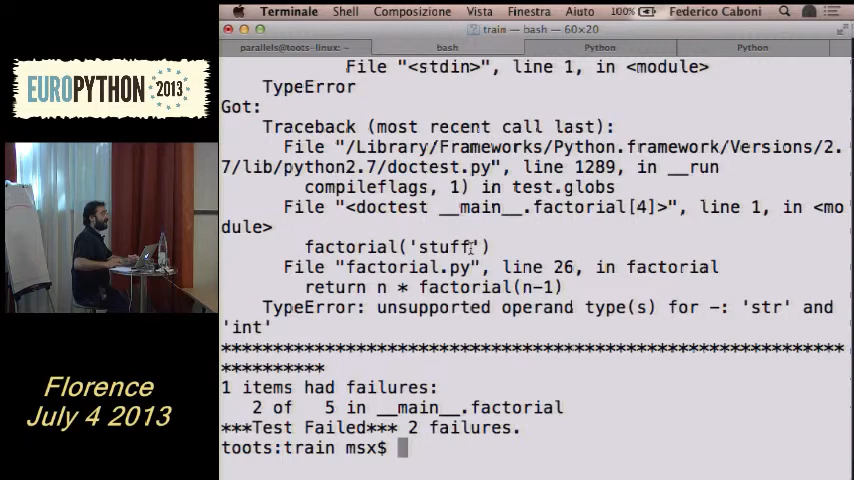 Terminale Shell Composizione Vista Finestra Aiuto 100% Federico Caboni
train — bash — 60×20
parallels@toots-linux: ~ bash Python Python
EUROPYTHON 2013
File "<stdin>", line 1, in <module>
TypeError
Got:
Traceback (most recent call last):
File "/Library/Frameworks/Python.framework/Versions/2.
7/lib/python2.7/doctest.py", line 1289, in __run
compileflags, 1) in test.globs
File "<doctest __main__.factorial[4]>", line 1, in <mo
dule>
factorial('stuff')
File "factorial.py", line 26, in factorial
return n * factorial(n-1)
TypeError: unsupported operand type(s) for -: 'str' and
'int'
**********************************************************************
1 items had failures:
2 of 5 in __main__.factorial
***Test Failed*** 2 failures.
toots:train msx$
Florence
July 4 2013